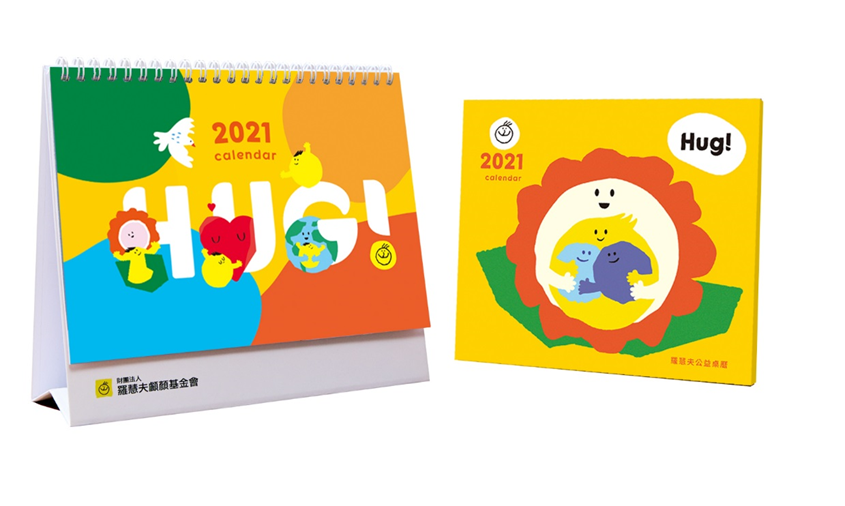 2021
calendar
HUG!
財團法人
羅慧夫顱顏基金會
2021
calendar
Hug!
羅慧夫公益桌曆